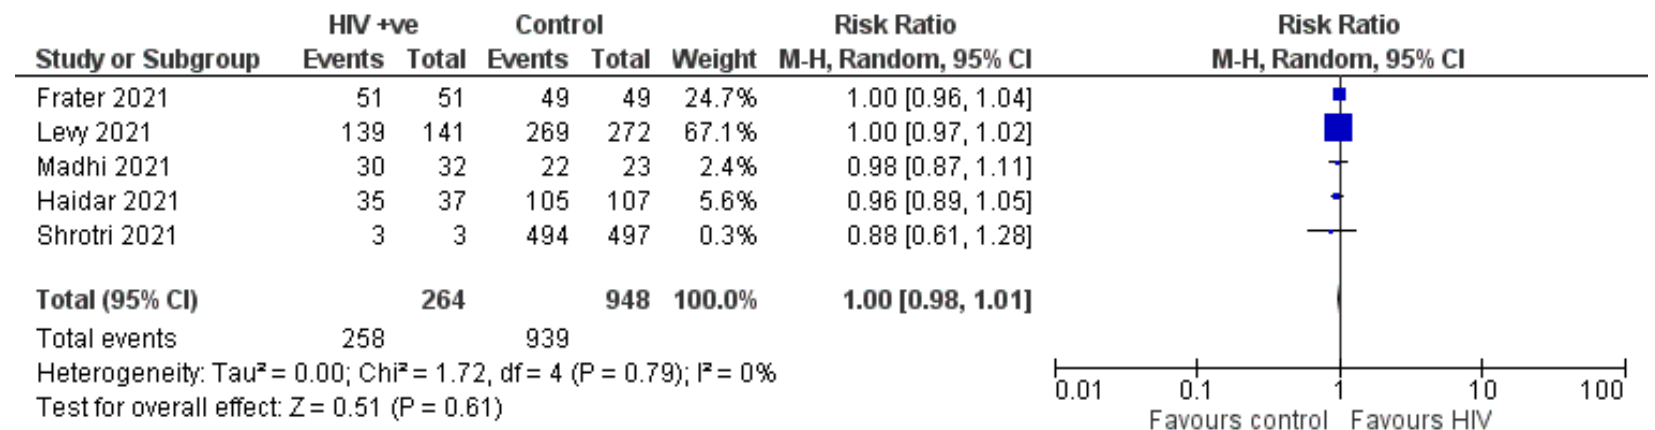 HIV +ve Control Risk Ratio Risk Ratio
Study or Subgroup Events Total Events Total Weight M-H, Random, 95% CI M-H, Random, 95% CI
Frater 2021 51 51 49 49 24.7% 1.00 [0.96, 1.04]
Levy 2021 139 141 269 272 67.1% 1.00 [0.97, 1.02]
Madhi 2021 30 32 22 23 2.4% 0.98 [0.87, 1.11]
Haidar 2021 35 37 105 107 5.6% 0.96 [0.89, 1.05]
Shrotri 2021 3 3 494 497 0.3% 0.88 [0.61, 1.28]
Total (95% CI) 264 948 100.0% 1.00 [0.98, 1.01]
Total events 258 939
Heterogeneity: Tau² = 0.00; Chi² = 1.72, df = 4 (P = 0.79); I² = 0%
Test for overall effect: Z = 0.51 (P = 0.61)
0.01 0.1 1 10 100
Favours control Favours HIV